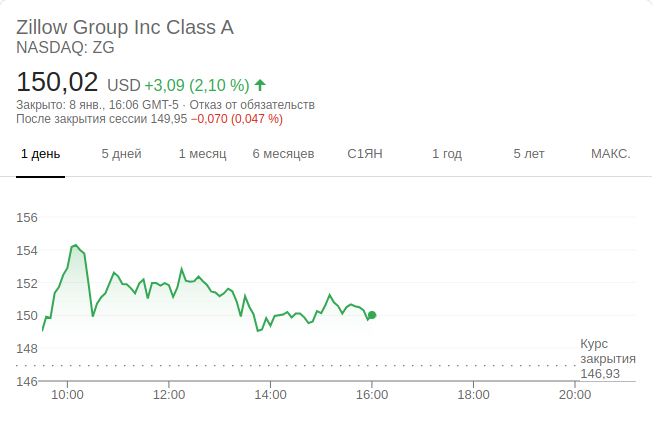 Zillow Group Inc Class A
NASDAQ: ZG
150,02 USD +3,09 (2,10 %)
Закрыто: 8 янв., 16:06 GMT-5 · Отказ от обязательств
После закрытия сессии 149,95 −0,070 (0,047 %)
1 день 5 дней 1 месяц 6 месяцев С1ЯН 1 год 5 лет МАКС.
156
154
152
150
148
Курс
закрытия
146,93
146
10:00 12:00 14:00 16:00 18:00 20:00